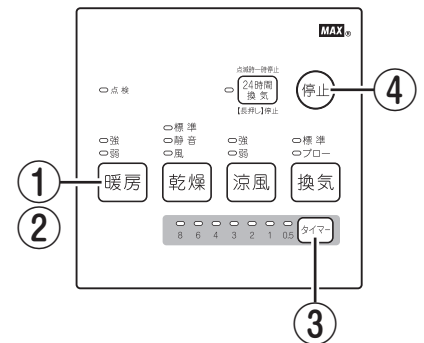 MAX®
点滅時一時停止
点検
24時間
換気
停止
④
【長押し】停止
標準
強
静音
強
標準
弱
風
弱
ブロー
①
暖房
乾燥
涼風
換気
②
8 6 4 3 2 1 0.5
タイマー
③